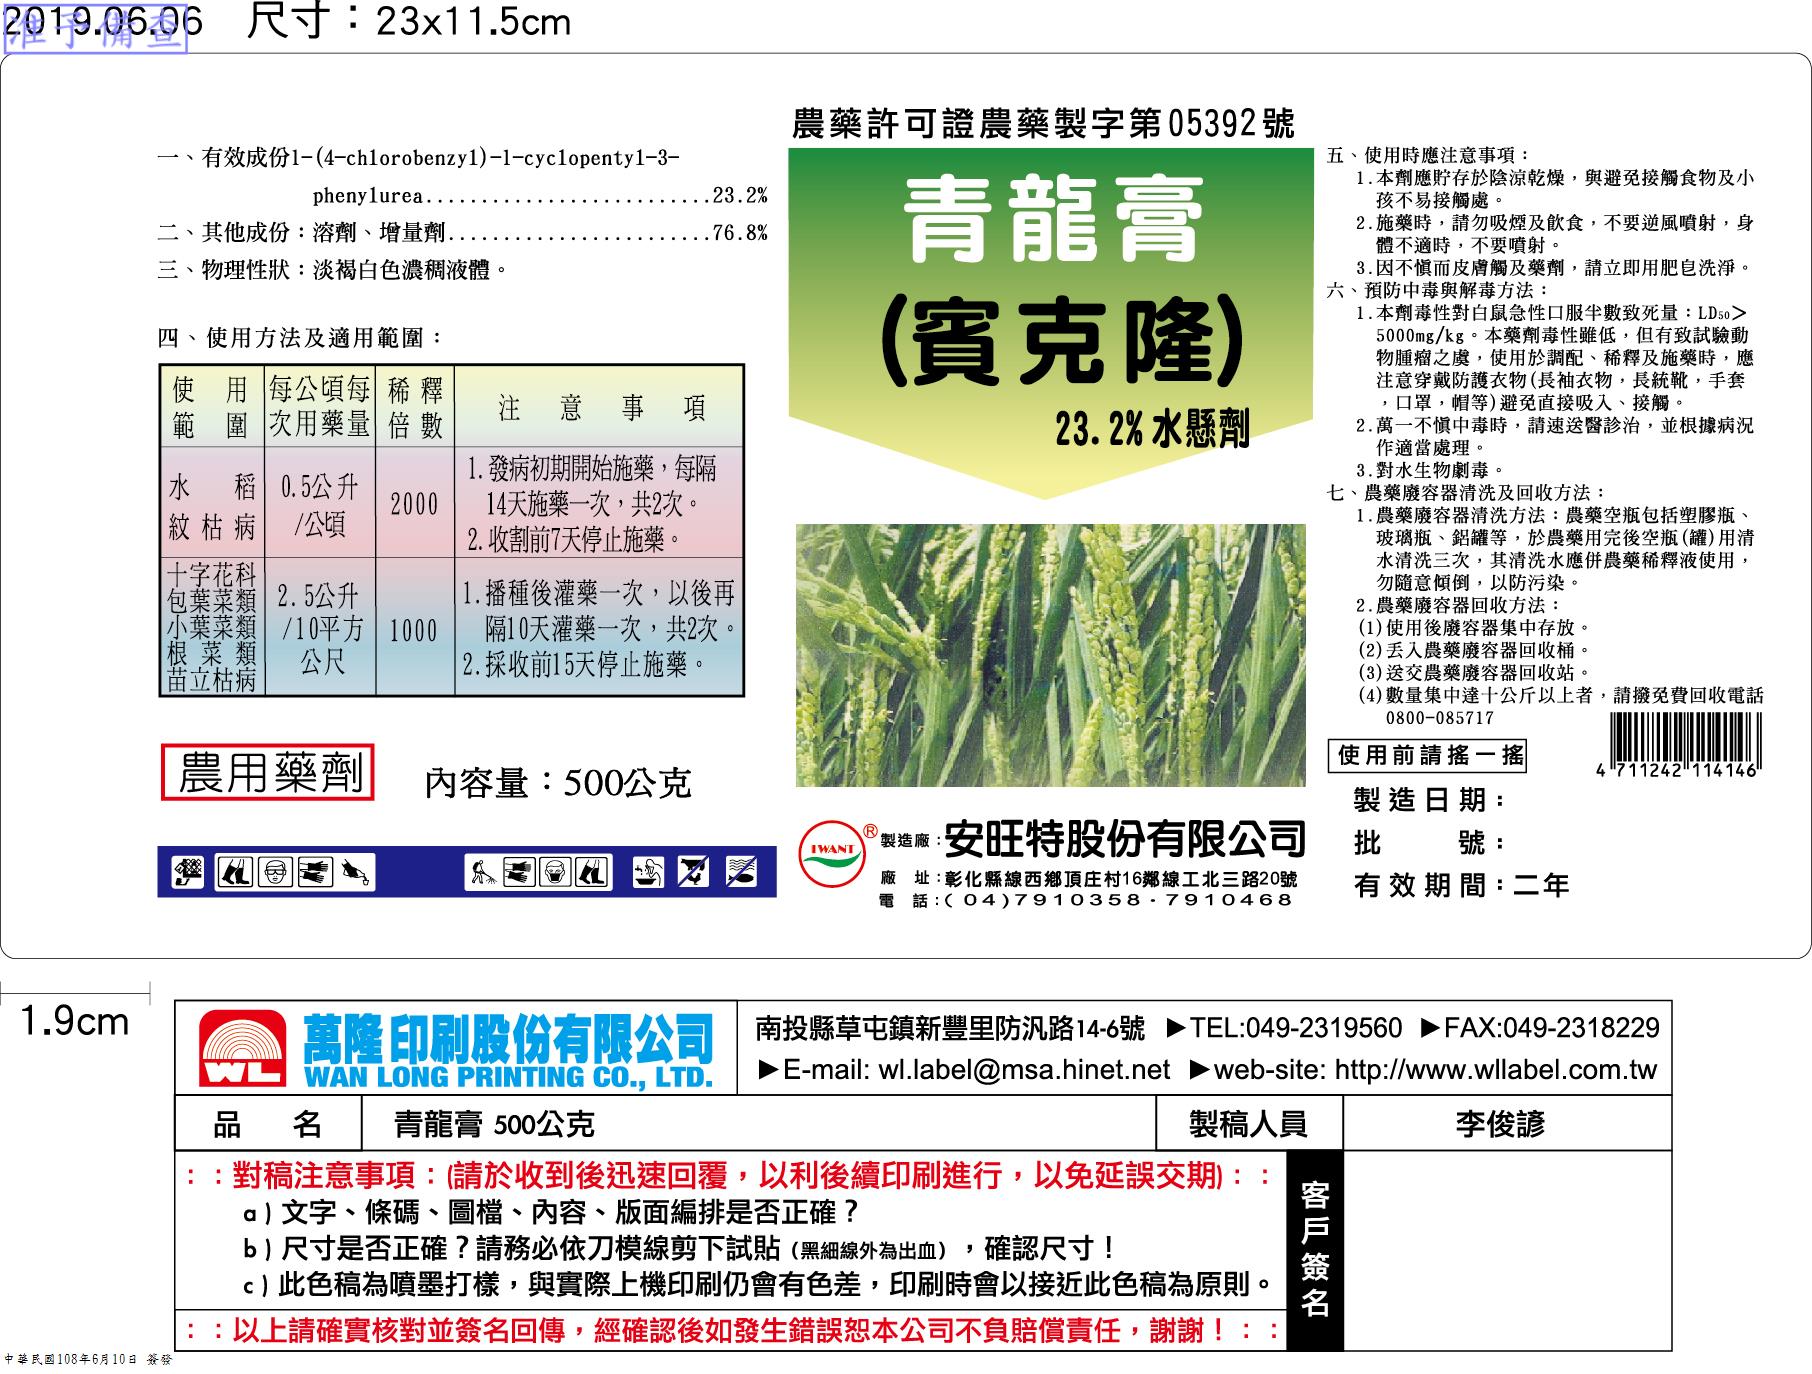 2019.06.06 尺寸：23x11.5cm
准予備查
一、有效成份1-(4-chlorobenzyl)-1-cyclopentyl-3-
phenylurea..........................23.2%
二、其他成份：溶劑、增量劑........................76.8%
三、物理性狀：淡褐白色濃稠液體。
四、使用方法及適用範圍：
使用範圍 每公頃每次用藥量 稀釋倍數 注意事項
水稻紋枯病 0.5公升/公頃 2000
1.發病初期開始施藥，每隔
14天施藥一次，共2次。
2.收割前7天停止施藥。
十字花科
包葉菜類
小葉菜類
根菜類
苗立枯病
2.5公升
/10平方
公尺
1000
1.播種後灌藥一次，以後再
隔10天灌藥一次，共2次。
2.採收前15天停止施藥。
農用藥劑 內容量：500公克
農藥許可證農藥製字第05392號
青龍膏
(賓克隆)
23.2%水懸劑
IWANT
®
製造廠：安旺特股份有限公司
廠 址：彰化縣線西鄉頂庄村16鄰線工北三路20號
電 話：(04)7910358．7910468
五、使用時應注意事項：
1.本劑應貯存於陰涼乾燥，與避免接觸食物及小
孩不易接觸處。
2.施藥時，請勿吸煙及飲食，不要逆風噴射，身
體不適時，不要噴射。
3.因不慎而皮膚觸及藥劑，請立即用肥皂洗淨。
六、預防中毒與解毒方法：
1.本劑毒性對白鼠急性口服半數致死量：LD₅₀＞
5000mg/kg。本藥劑毒性雖低，但有致試驗動
物腫瘤之虞，使用於調配、稀釋及施藥時，應
注意穿戴防護衣物(長袖衣物，長統靴，手套
，口罩，帽等)避免直接吸入、接觸。
2.萬一不慎中毒時，請速送醫診治，並根據病況
作適當處理。
3.對水生物劇毒。
七、農藥廢容器清洗及回收方法：
1.農藥廢容器清洗方法：農藥空瓶包括塑膠瓶、
玻璃瓶、鋁罐等，於農藥用完後空瓶(罐)用清
水清洗三次，其清洗水應併農藥稀釋液使用，
勿隨意傾倒，以防污染。
2.農藥廢容器回收方法：
(1)使用後廢容器集中存放。
(2)丟入農藥廢容器回收桶。
(3)送交農藥廢容器回收站。
(4)數量集中達十公斤以上者，請撥免費回收電話
0800-085717
使用前請搖一搖
4 711242 114146
製造日期：
批 號：
有效期間：二年
1.9cm
WL
萬隆印刷股份有限公司
WAN LONG PRINTING CO., LTD.
南投縣草屯鎮新豐里防汛路14-6號 ▶TEL:049-2319560 ▶FAX:049-2318229
▶E-mail: wl.label@msa.hinet.net ▶web-site: http://www.wllabel.com.tw
品 名 青龍膏 500公克 製稿人員 李俊諺
：：對稿注意事項：(請於收到後迅速回覆，以利後續印刷進行，以免延誤交期)：：
a) 文字、條碼、圖檔、內容、版面編排是否正確？
b) 尺寸是否正確？請務必依刀模線剪下試貼（黑細線外為出血），確認尺寸！
c) 此色稿為噴墨打樣，與實際上機印刷仍會有色差，印刷時會以接近此色稿為原則。
：：以上請確實核對並簽名回傳，經確認後如發生錯誤恕本公司不負賠償責任，謝謝！：：
客戶簽名
中華民國108年6月10日 簽發